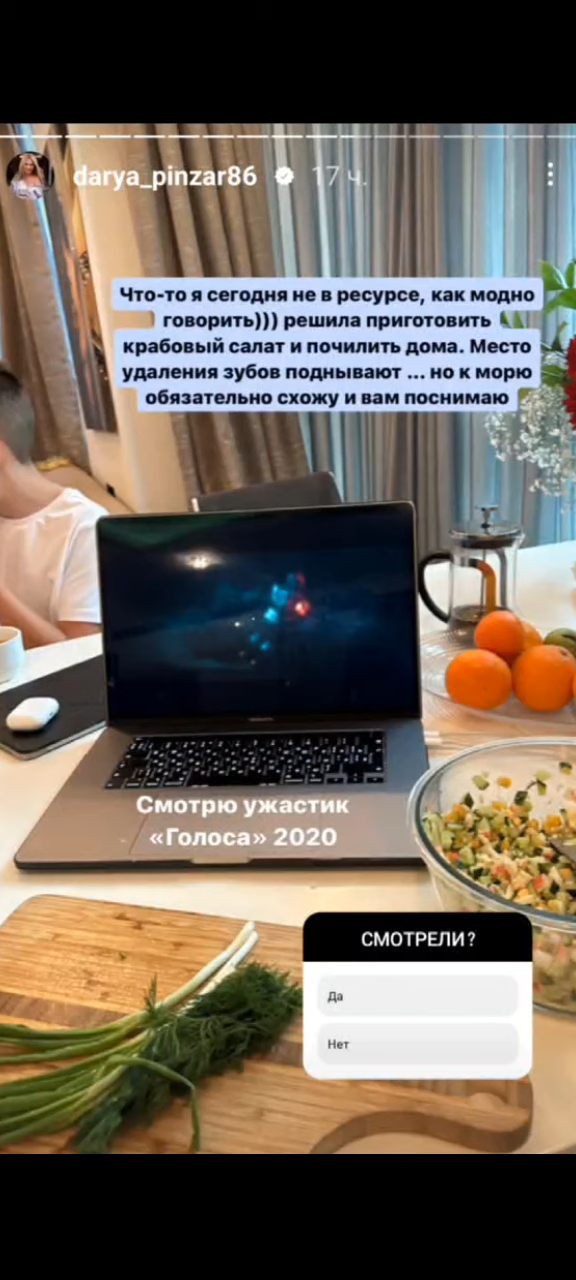 darya_pinzar86 17 ч.
Что-то я сегодня не в ресурсе, как модно
говорить))) решила приготовить
крабовый салат и почилить дома. Место
удаления зубов поднывают ... но к морю
обязательно схожу и вам поснимаю
Смотрю ужастик
«Голоса» 2020
СМОТРЕЛИ?
Да
Нет